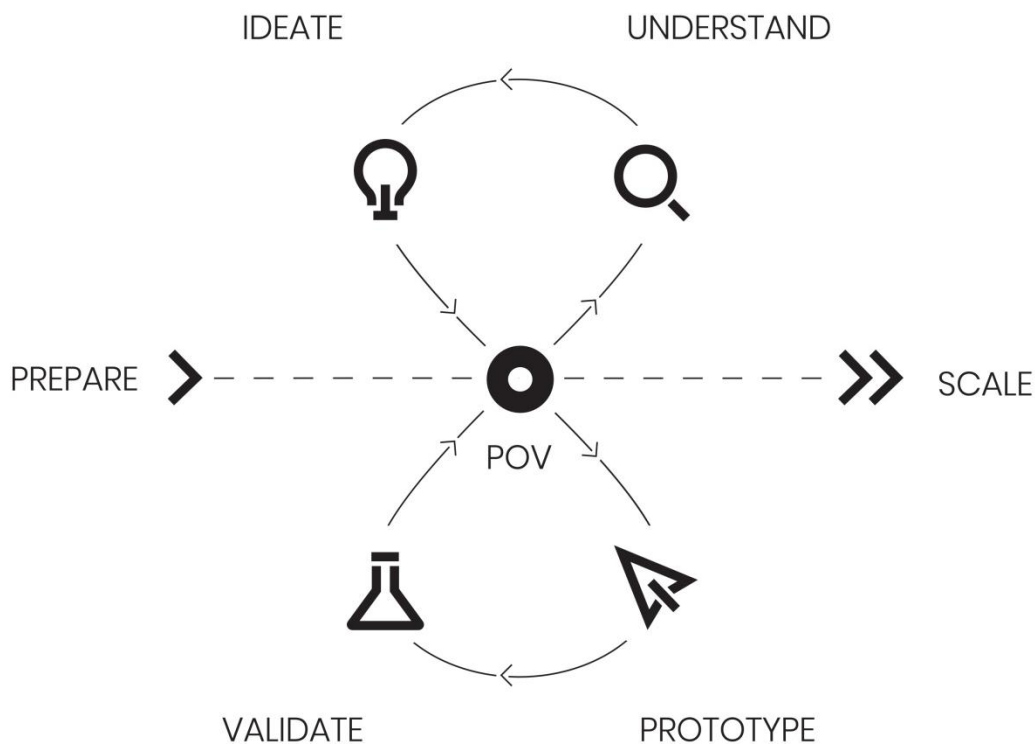 IDEATE
UNDERSTAND
PREPARE
SCALE
POV
VALIDATE
PROTOTYPE